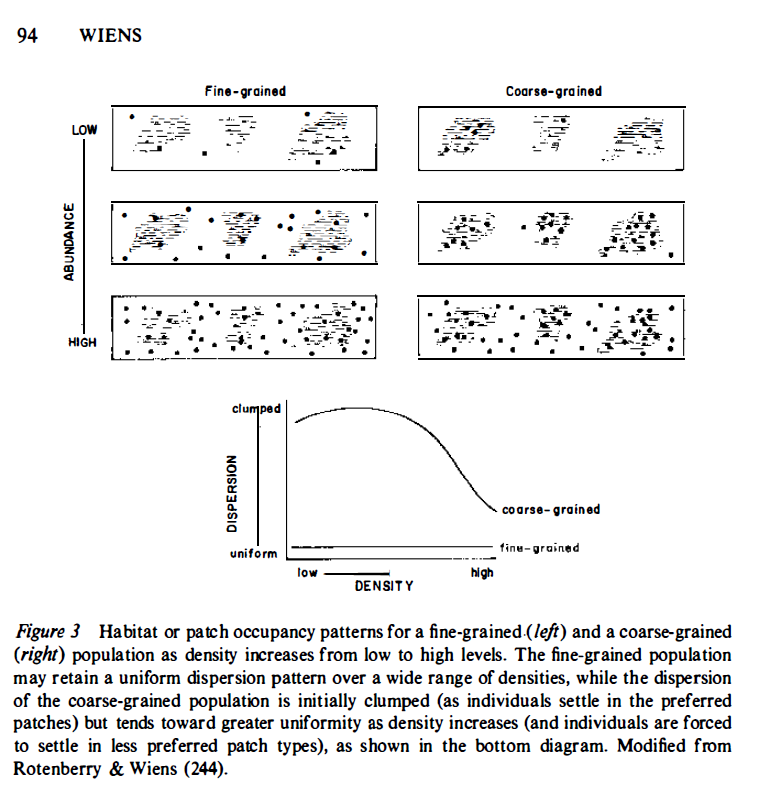 94 WIENS
Fine-grained Coarse-grained
LOW
ABUNDANCE
HIGH
clumped
DISPERSION
coarse-grained
fine-grained
uniform
low high
DENSITY
Figure 3 Habitat or patch occupancy patterns for a fine-grained (left) and a coarse-grained
(right) population as density increases from low to high levels. The fine-grained population
may retain a uniform dispersion pattern over a wide range of densities, while the dispersion
of the coarse-grained population is initially clumped (as individuals settle in the preferred
patches) but tends toward greater uniformity as density increases (and individuals are forced
to settle in less preferred patch types), as shown in the bottom diagram. Modified from
Rotenberry & Wiens (244).